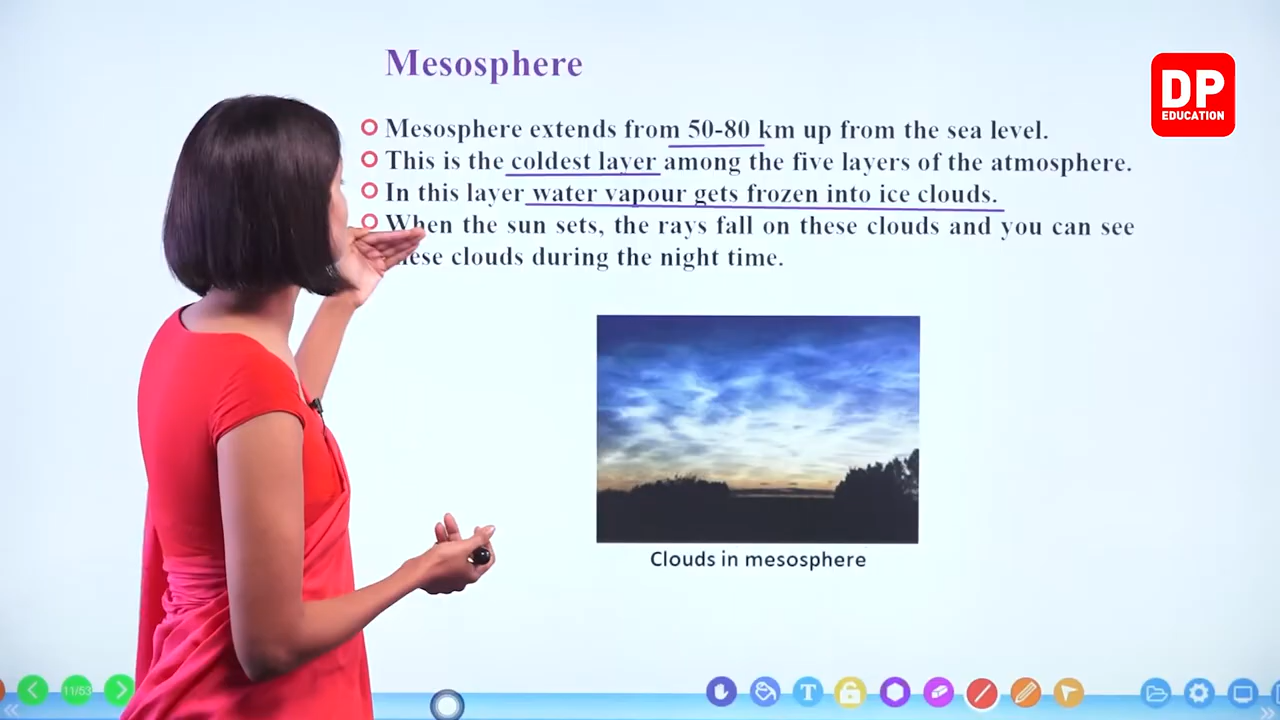 Mesosphere
DP
EDUCATION
Mesosphere extends from 50-80 km up from the sea level.
This is the coldest layer among the five layers of the atmosphere.
In this layer water vapour gets frozen into ice clouds.
When the sun sets, the rays fall on these clouds and you can see
these clouds during the night time.
Clouds in mesosphere
11/53
T